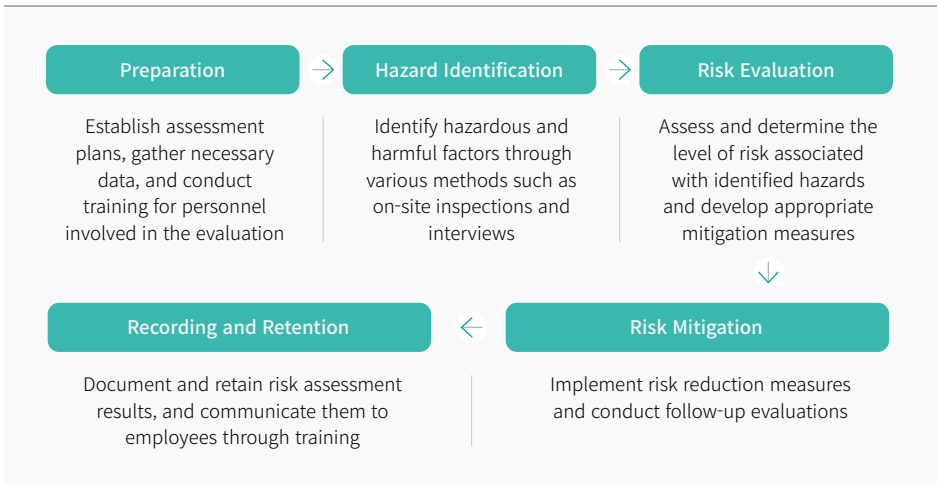 Preparation
Establish assessment
plans, gather necessary
data, and conduct
training for personnel
involved in the evaluation
Hazard Identification
Identify hazardous and
harmful factors through
various methods such as
on-site inspections and
interviews
Risk Evaluation
Assess and determine the
level of risk associated
with identified hazards
and develop appropriate
mitigation measures
Risk Mitigation
Implement risk reduction measures
and conduct follow-up evaluations
Recording and Retention
Document and retain risk assessment
results, and communicate them to
employees through training